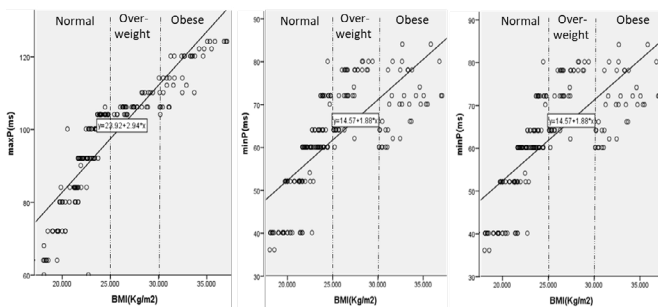 Normal
Over-
weight
Obese
maxP(ms)
120
100
80
60
y=23.92+2.94*x
20.000
25.000
30.000
35.000
BMI(Kg/m2)
Normal
Over-
weight
Obese
minP(ms)
90
80
70
60
50
40
30
y=14.57+1.88*x
20.000
25.000
30.000
35.000
BMI(Kg/m2)
Normal
Over-
weight
Obese
minP(ms)
90
80
70
60
50
40
30
y=14.57+1.88*x
20.000
25.000
30.000
35.000
BMI(Kg/m2)